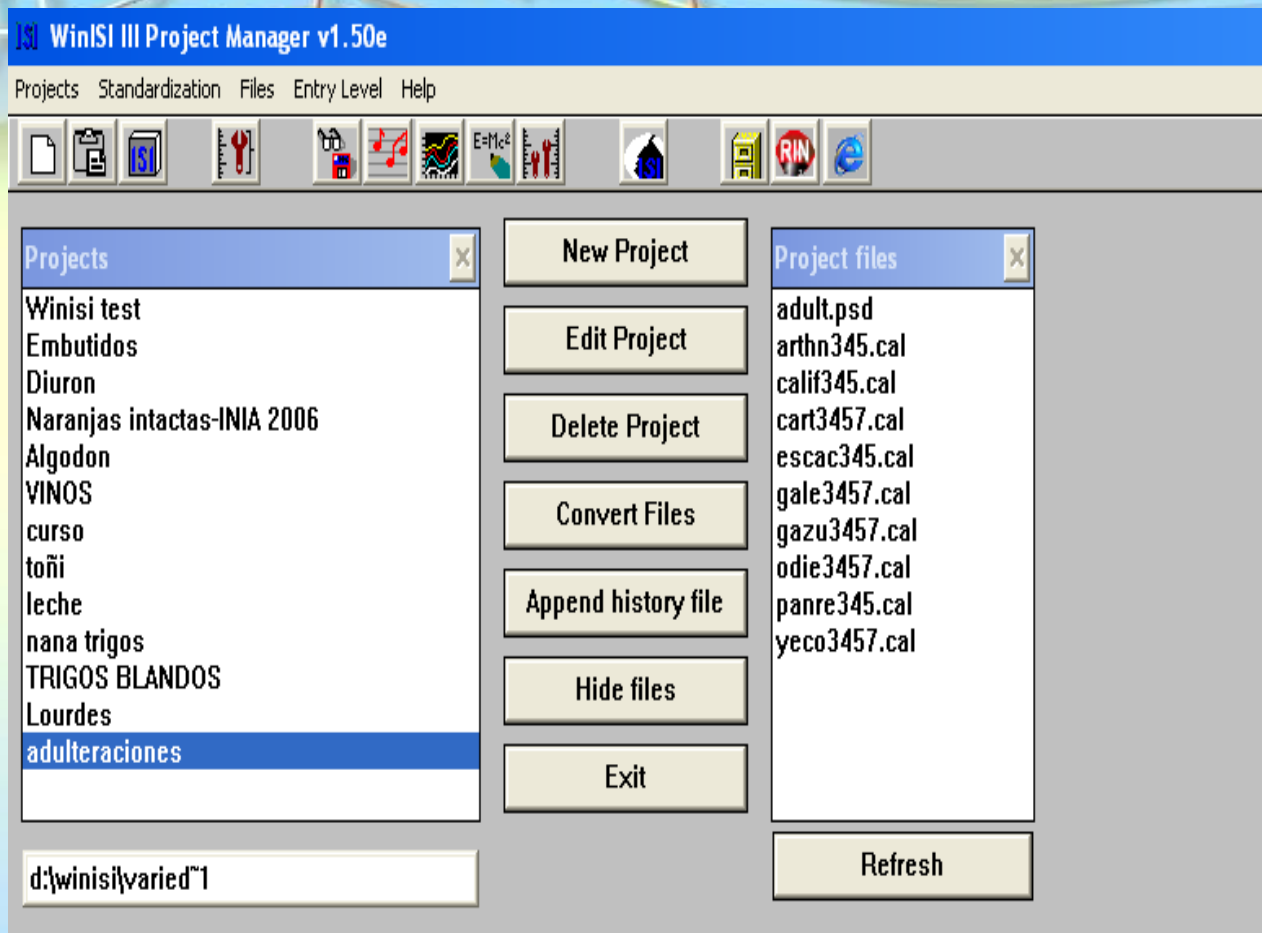 ISI WinISI III Project Manager v1.50e
Projects Standardization Files Entry Level Help
ISI E=Mc² ISI RIN
Projects
Winisi test
Embutidos
Diuron
Naranjas intactas-INIA 2006
Algodon
VINOS
curso
toñi
leche
nana trigos
TRIGOS BLANDOS
Lourdes
adulteraciones
d:\winisi\varied~1
New Project
Edit Project
Delete Project
Convert Files
Append history file
Hide files
Exit
Project files
adult.psd
arthn345.cal
calif345.cal
cart3457.cal
escac345.cal
gale3457.cal
gazu3457.cal
odie3457.cal
panre345.cal
yeco3457.cal
Refresh